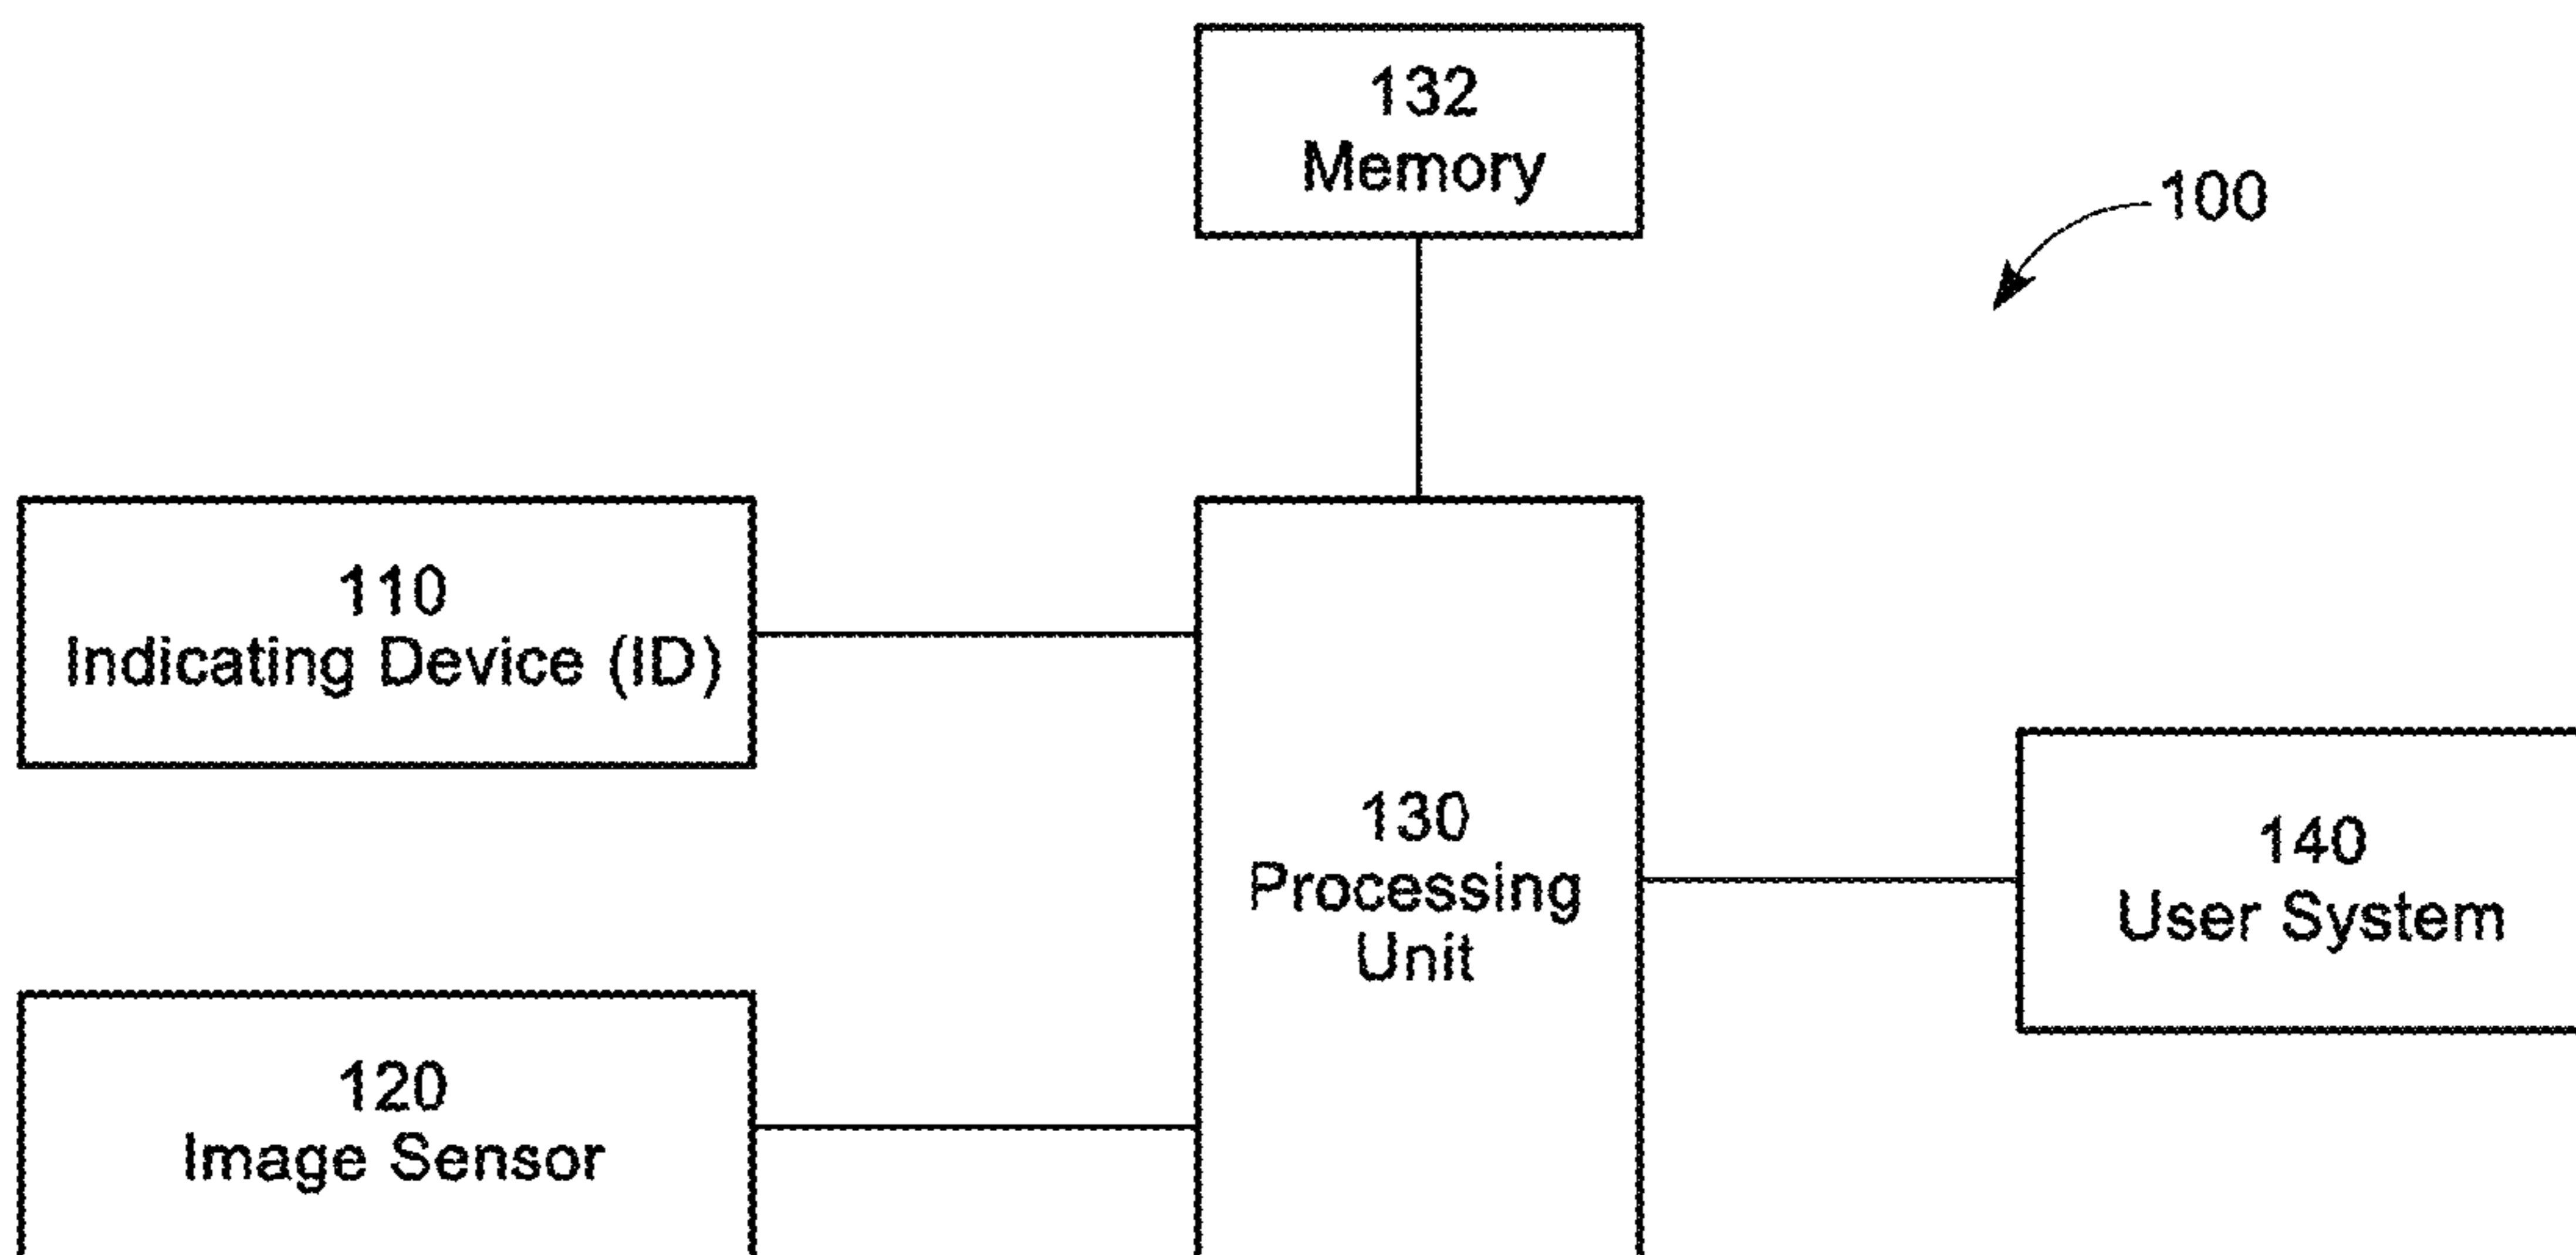 132
Memory
100
110
Indicating Device (ID)
130
Processing
Unit
140
User System
120
Image Sensor